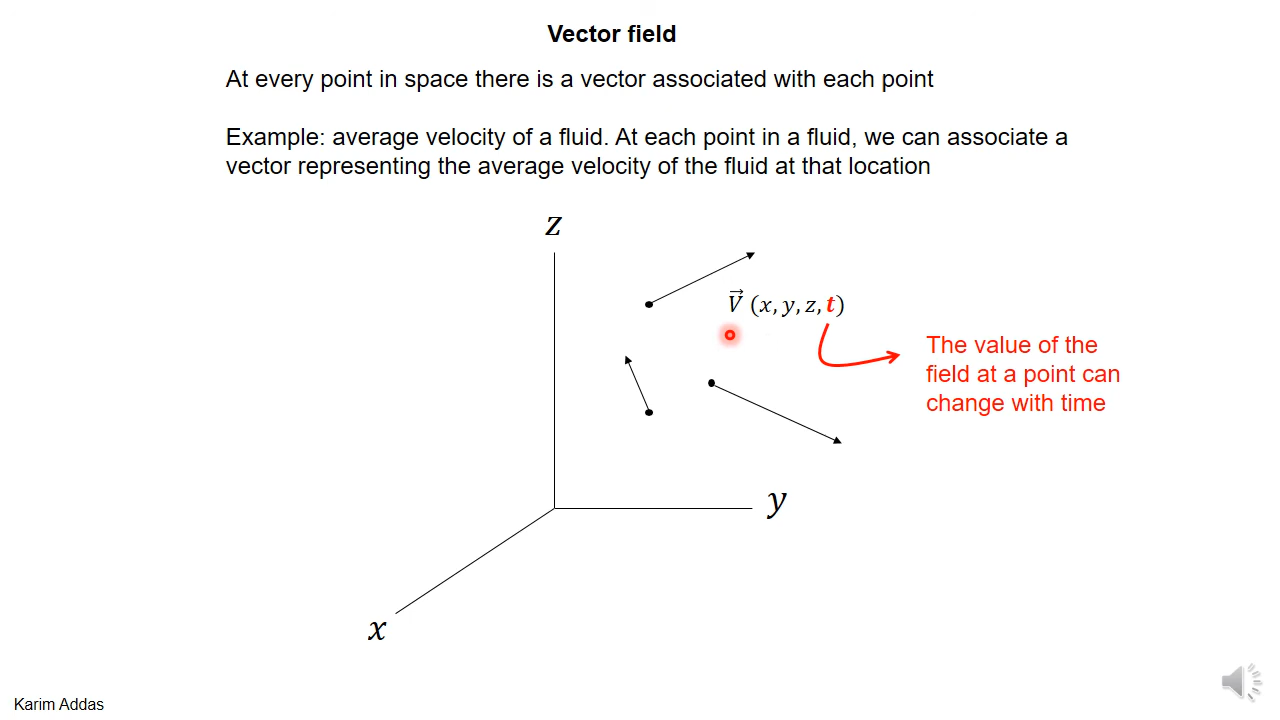 Vector field
At every point in space there is a vector associated with each point
Example: average velocity of a fluid. At each point in a fluid, we can associate a
vector representing the average velocity of the fluid at that location
z
V⃗ (x, y, z, t)
The value of the
field at a point can
change with time
y
x
Karim Addas